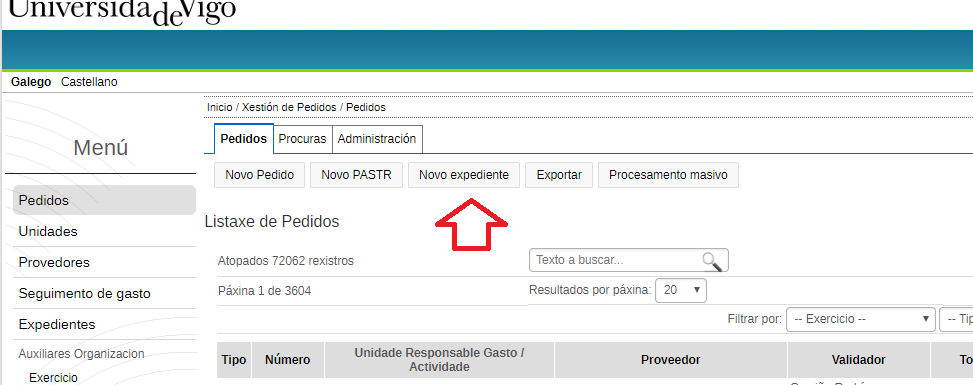 Universida de Vigo
Galego Castellano
Inicio / Xestión de Pedidos / Pedidos
Menú
Pedidos Procuras Administración
Novo Pedido Novo PASTR Novo expediente Exportar Procesamento masivo
Pedidos
Unidades
Provedores
Seguimento de gasto
Expedientes
Auxiliares Organizacion
Exercicio
Listaxe de Pedidos
Atopados 72062 rexistros
Texto a buscar...
Páxina 1 de 3604
Resultados por páxina: 20
Filtrar por: -- Exercicio -- -- Tip
Tipo Número Unidade Responsable Gasto / Actividade Proveedor Validador To